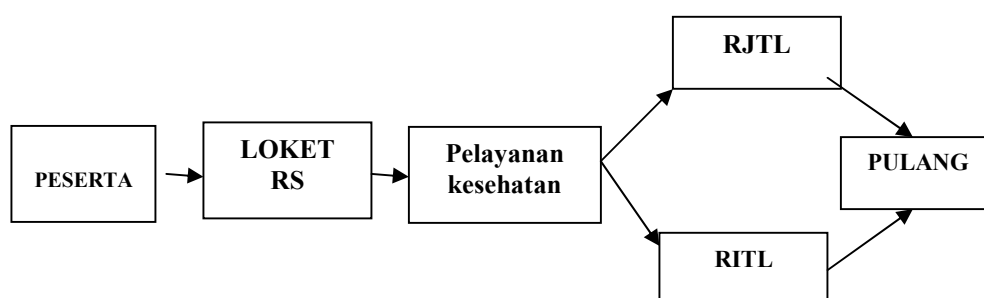 RJTL
PESERTA
LOKET
RS
Pelayanan
kesehatan
PULANG
RITL